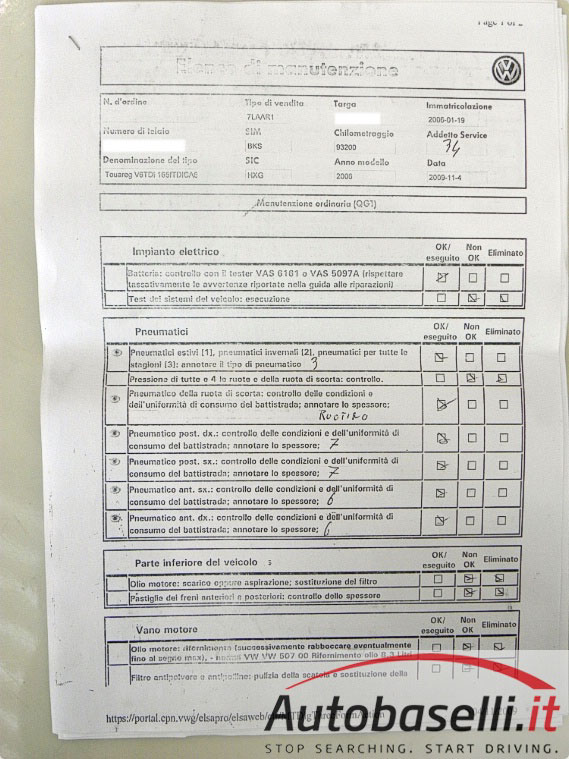 Page 1 of 2
Elenco di manutenzione
N. d'ordine Tipo di vendita Targa Immatricolazione
7LAAR1 2006-01-19
Numero di telaio SIM Chilometraggio Addetto Service
BKS 93200 34
Denominazione del tipo SIC Anno modello Data
Touareg V6TDI 165ITDICA6 HXG 2006 2009-11-4
Manutenzione ordinaria (QG1)
Impianto elettrico OK/ eseguito Non OK Eliminato
Batteria: controllo con il tester VAS 6161 o VAS 5097A (rispettare
tassativamente le avvertenze riportate nella guida alle riparazioni)
Test dei sistemi del veicolo: esecuzione
Pneumatici OK/ eseguito Non OK Eliminato
Pneumatici estivi [1], pneumatici invernali [2], pneumatici per tutte le
stagioni [3]: annotare il tipo di pneumatico 3
Pressione di tutte e 4 le ruote e della ruota di scorta: controllo.
Pneumatico della ruota di scorta: controllo delle condizioni e
dell'uniformità di consumo del battistrada; annotare lo spessore;
RUOTINO
Pneumatico post. dx.: controllo delle condizioni e dell'uniformità di
consumo del battistrada; annotare lo spessore; 7
Pneumatico post. sx.: controllo delle condizioni e dell'uniformità di
consumo del battistrada; annotare lo spessore; 7
Pneumatico ant. sx.: controllo delle condizioni e dell'uniformità di
consumo del battistrada; annotare lo spessore; 6
Pneumatico ant. dx.: controllo delle condizioni e dell'uniformità di
consumo del battistrada; annotare lo spessore; 6
Parte inferiore del veicolo OK/ eseguito Non OK Eliminato
Olio motore: scarico oppure aspirazione; sostituzione del filtro
Pastiglie dei freni anteriori e posteriori: controllo dello spessore
Vano motore OK/ eseguito Non OK Eliminato
Olio motore: rifornimento (successivamente rabboccare eventualmente
fino al segno max), - norma VW VW 507 00 Rifornimento olio 8,3 Litri
Filtro antipolvere e antipolline: pulizia della scatola e sostituzione della
https://portal.cpn.vwg/elsapro/elsaweb/ctr/
Autobaselli.it
STOP SEARCHING. START DRIVING.